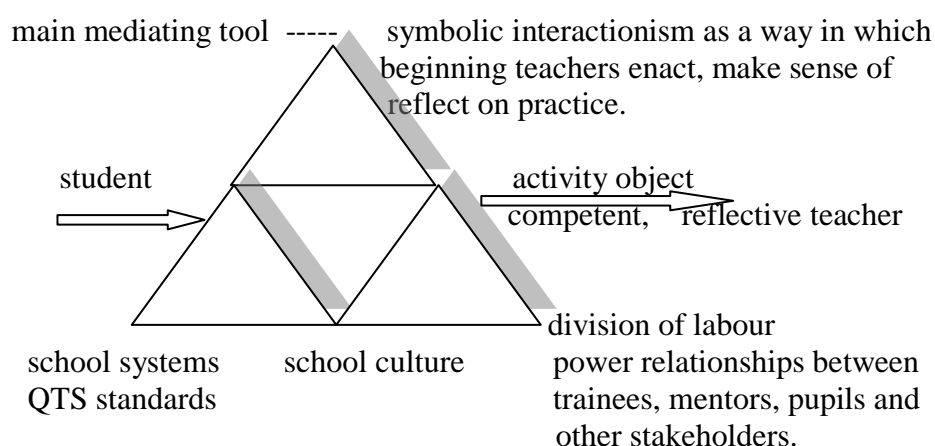 main mediating tool ----- symbolic interactionism as a way in which
beginning teachers enact, make sense of
reflect on practice.
student
activity object
competent, reflective teacher
division of labour
power relationships between
trainees, mentors, pupils and
other stakeholders.
school systems
QTS standards
school culture